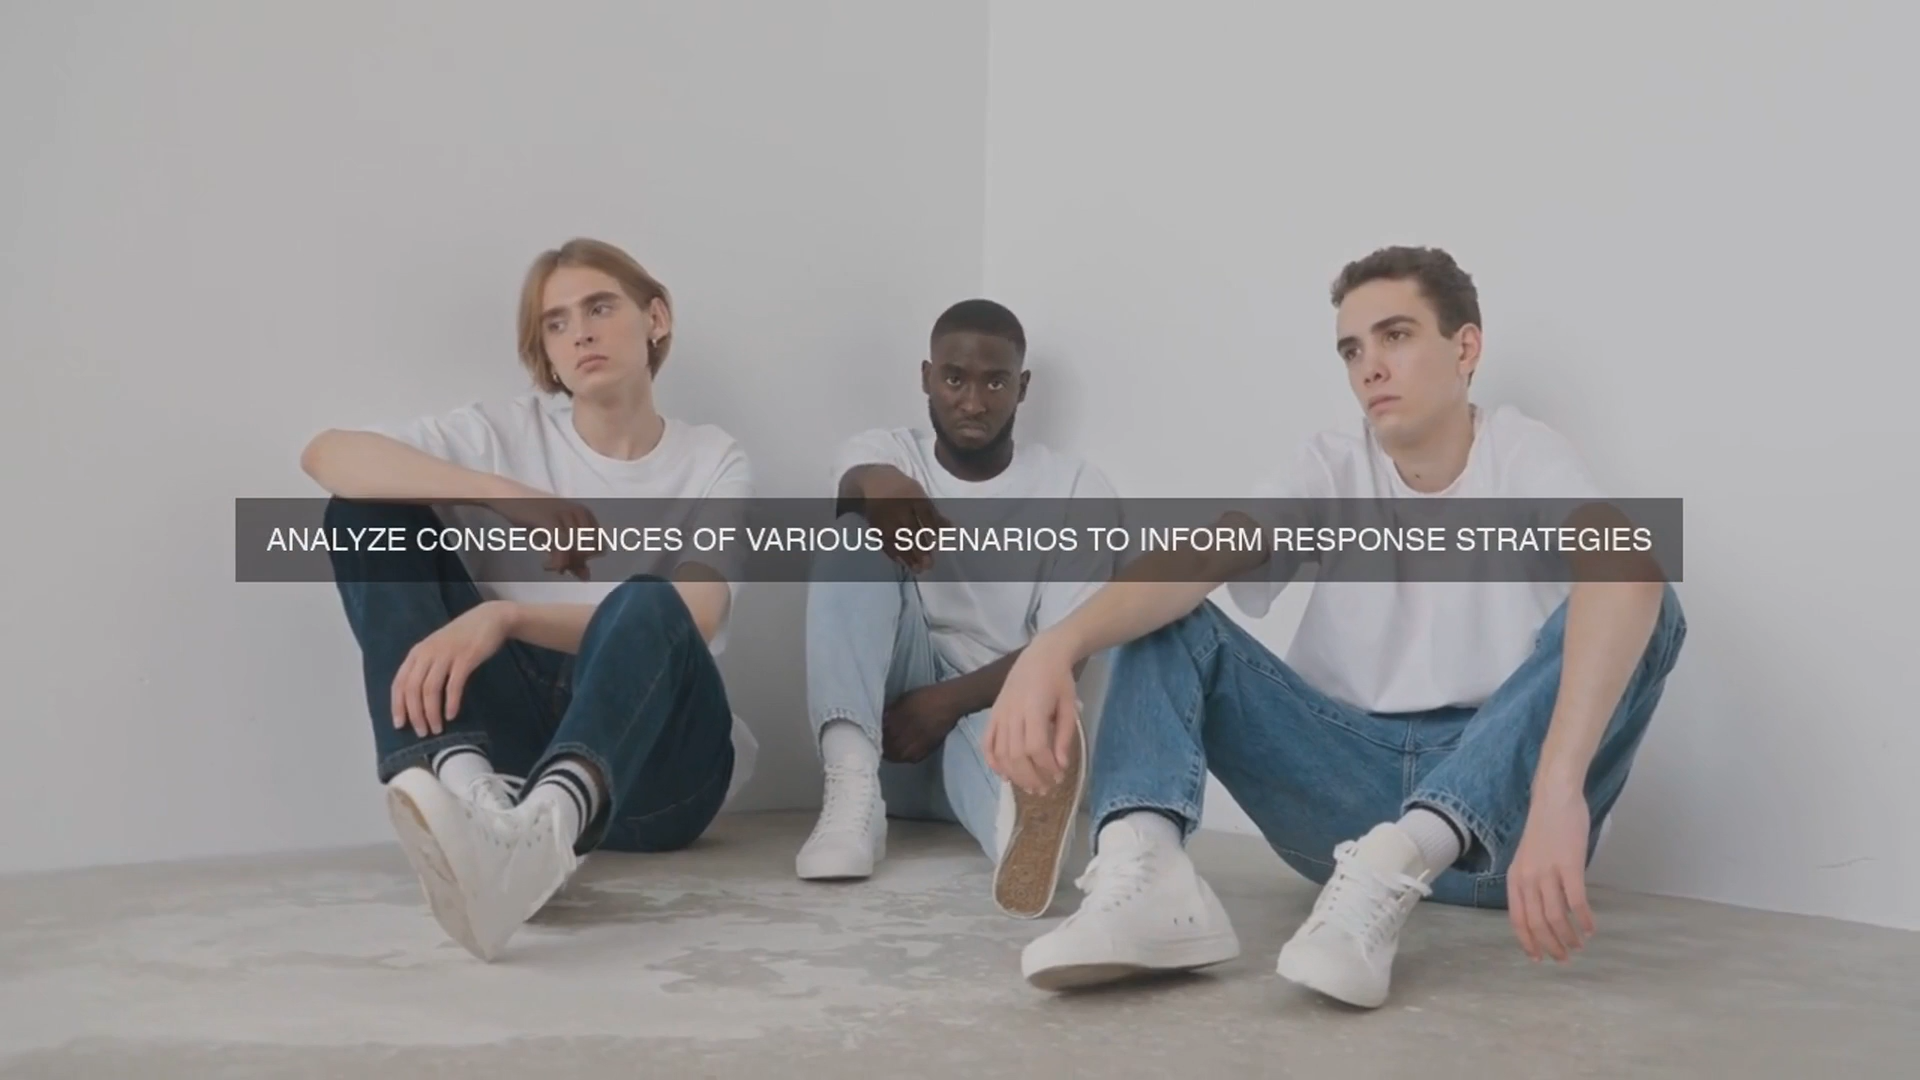 ANALYZE CONSEQUENCES OF VARIOUS SCENARIOS TO INFORM RESPONSE STRATEGIES